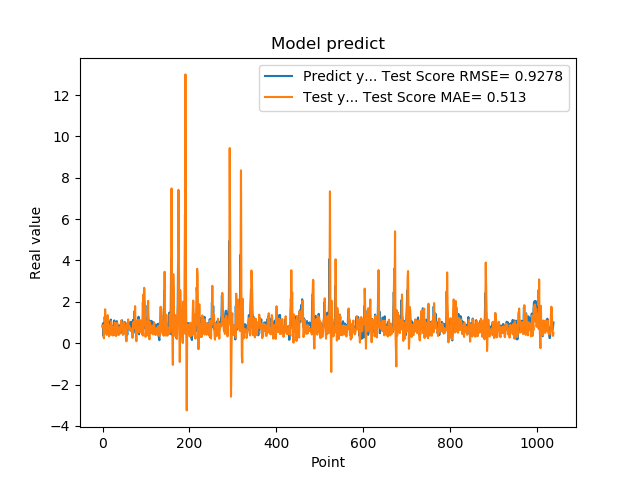 Model predict
Predict y... Test Score RMSE= 0.9278
Test y... Test Score MAE= 0.513
12
10
8
6
4
2
0
−2
−4
Real value
0 200 400 600 800 1000
Point